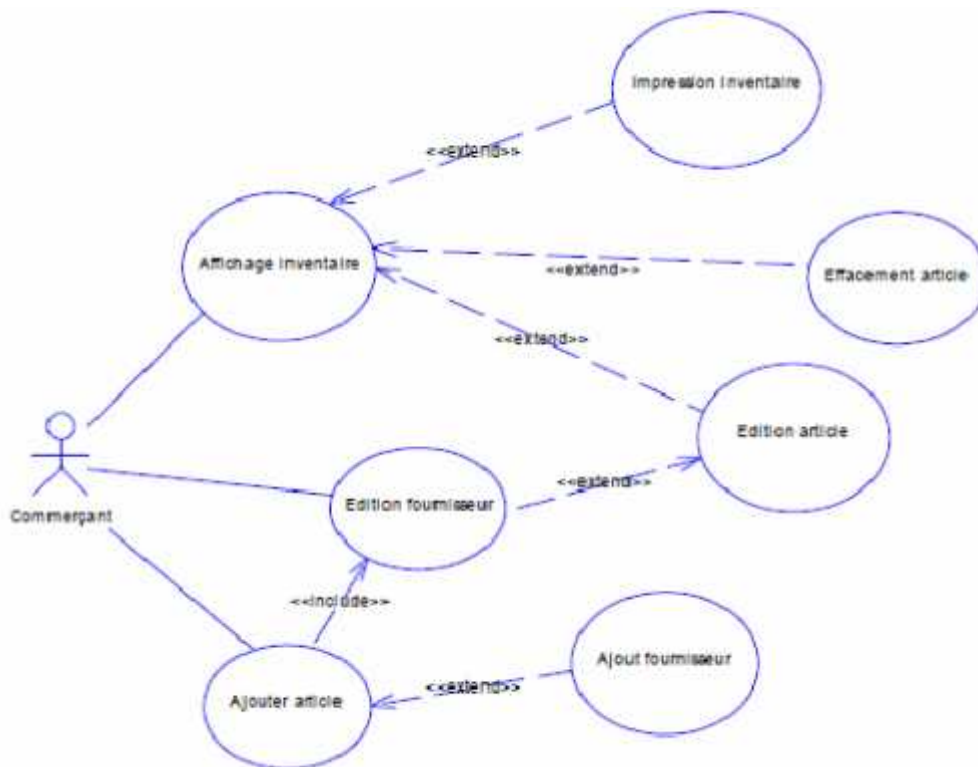 Impression Inventaire
<<extend>>
Affichage Inventaire
<<extend>>
Effacement article
<<extend>>
Edition article
Edition fournisseur
<<extend>>
Commerçant
<<include>>
Ajout fournisseur
<<extend>>
Ajouter article